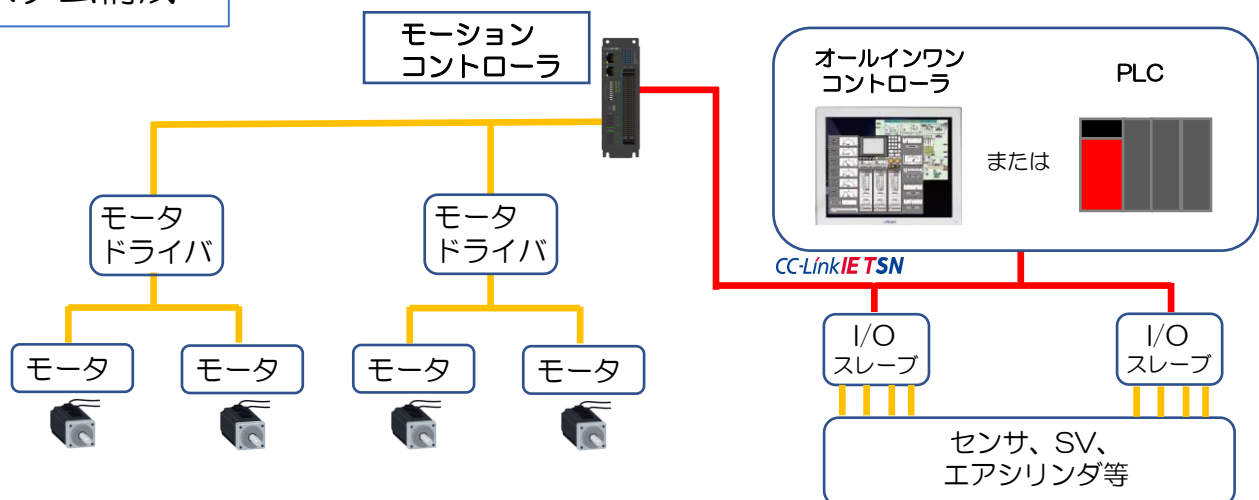 モーション
コントローラ
オールインワン
コントローラ
PLC
または
モータ
ドライバ
モータ
ドライバ
CC-Link IE TSN
モータ
モータ
モータ
モータ
I/O
スレーブ
I/O
スレーブ
センサ、SV、
エアシリンダ等